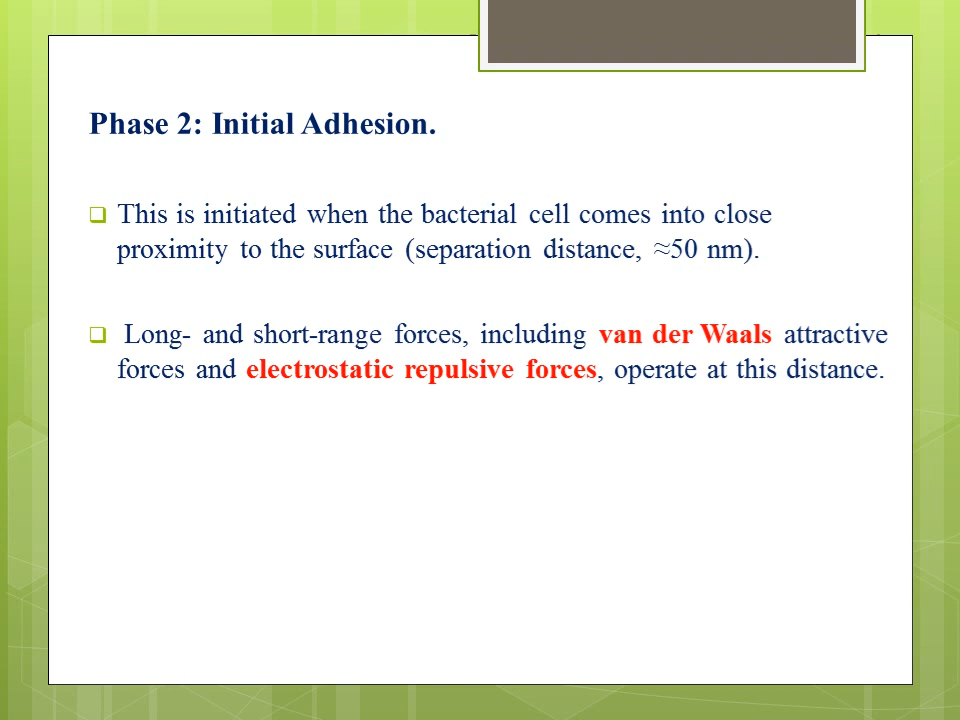 Phase 2: Initial Adhesion.
This is initiated when the bacterial cell comes into close
proximity to the surface (separation distance, ≈50 nm).
Long- and short-range forces, including van der Waals attractive
forces and electrostatic repulsive forces, operate at this distance.